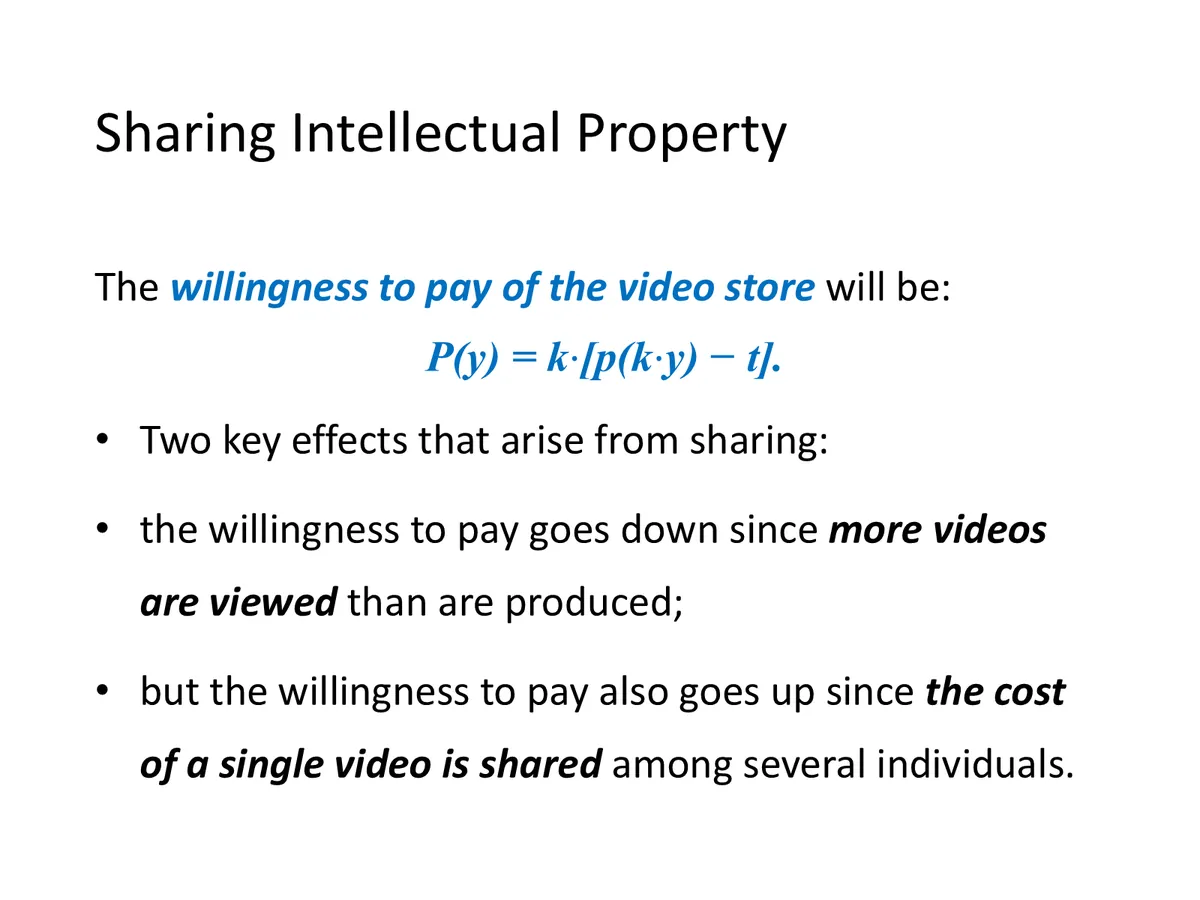 Sharing Intellectual Property
The willingness to pay of the video store will be:
P(y) = k·[p(k·y) − t].
• Two key effects that arise from sharing:
• the willingness to pay goes down since more videos
are viewed than are produced;
• but the willingness to pay also goes up since the cost
of a single video is shared among several individuals.